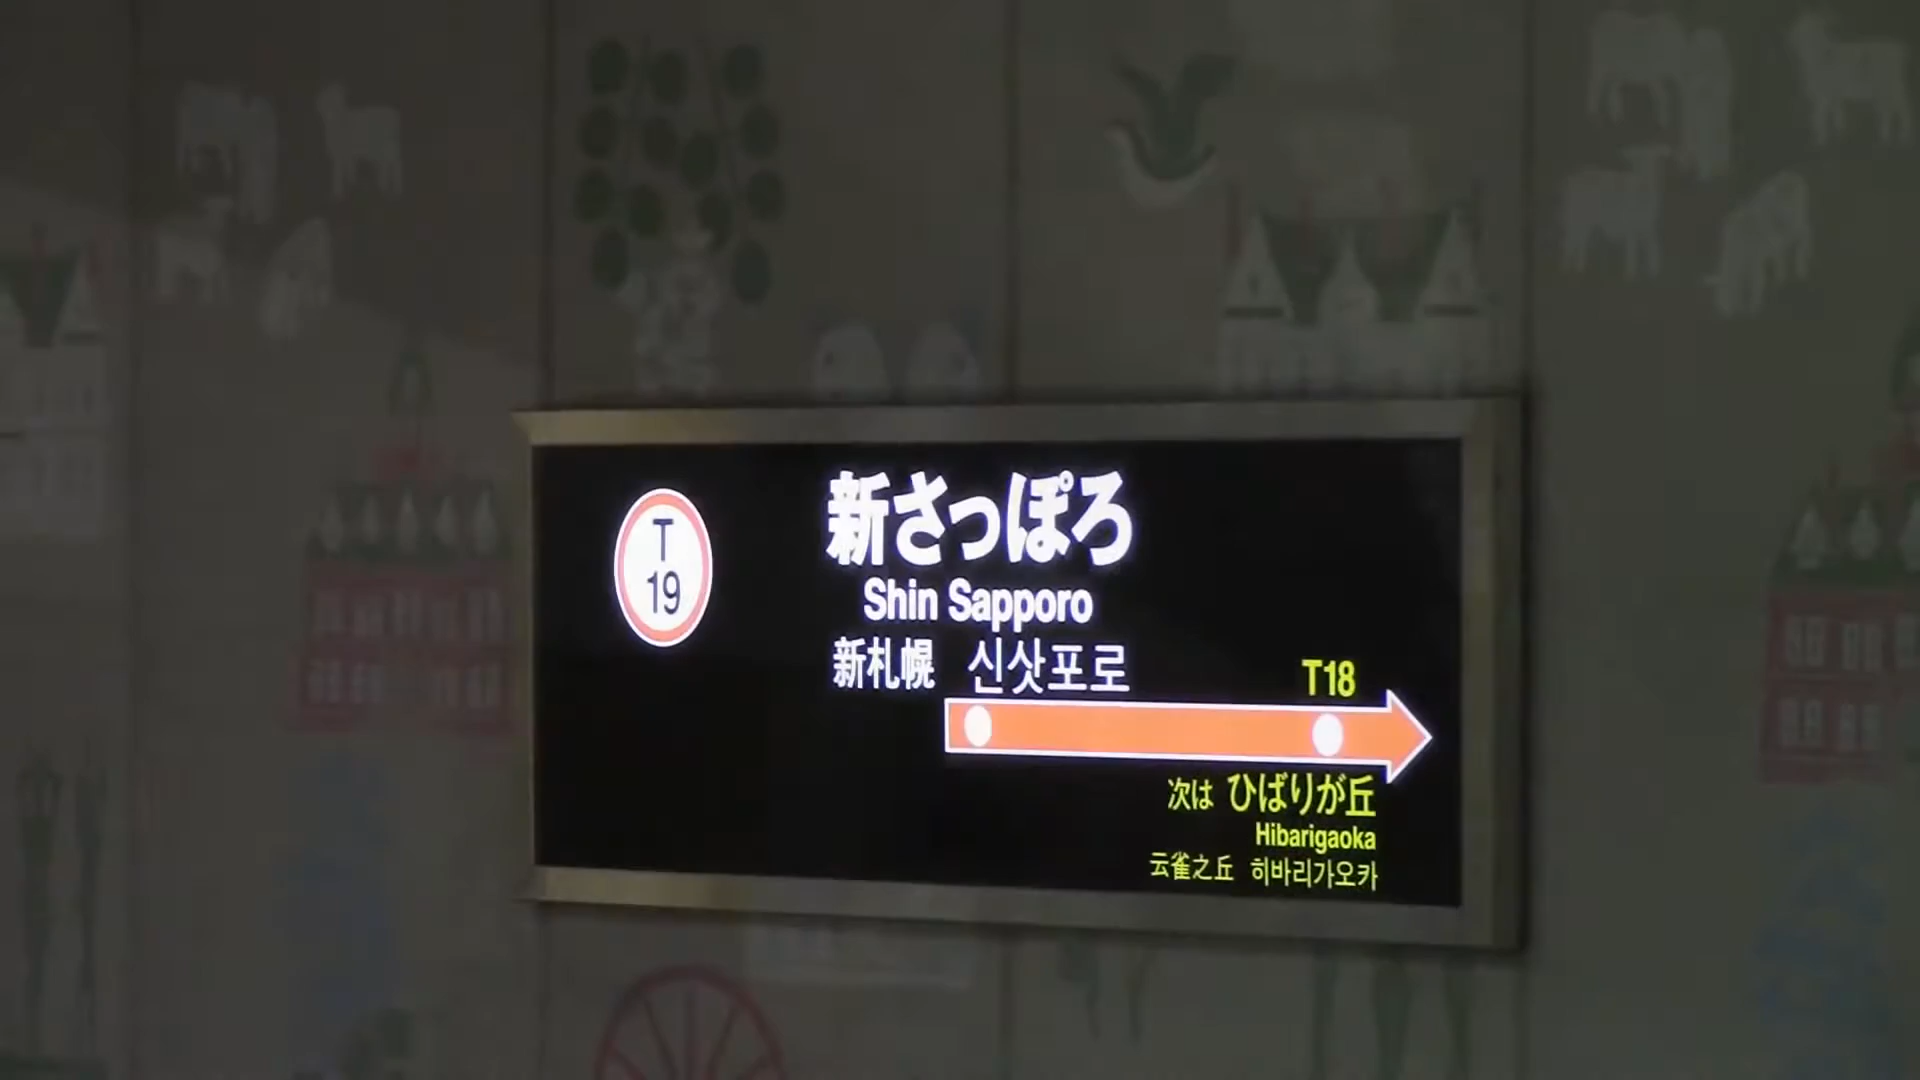 T
19
新さっぽろ
Shin Sapporo
新札幌 신삿포로
T18
次は ひばりが丘
Hibarigaoka
云雀之丘 히바리가오카